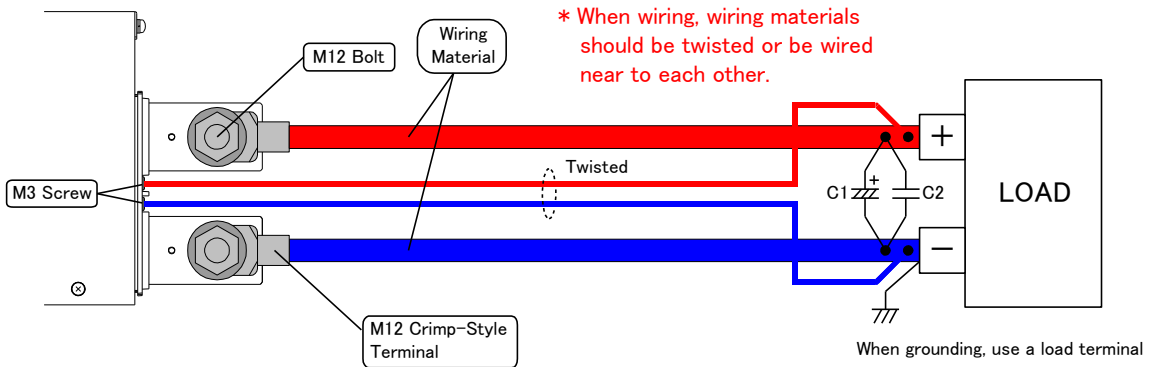 * When wiring, wiring materials
should be twisted or be wired
near to each other.
Wiring
Material
M12 Bolt
M3 Screw
Twisted
+
C1
+
C2
LOAD
−
M12 Crimp-Style
Terminal
When grounding, use a load terminal